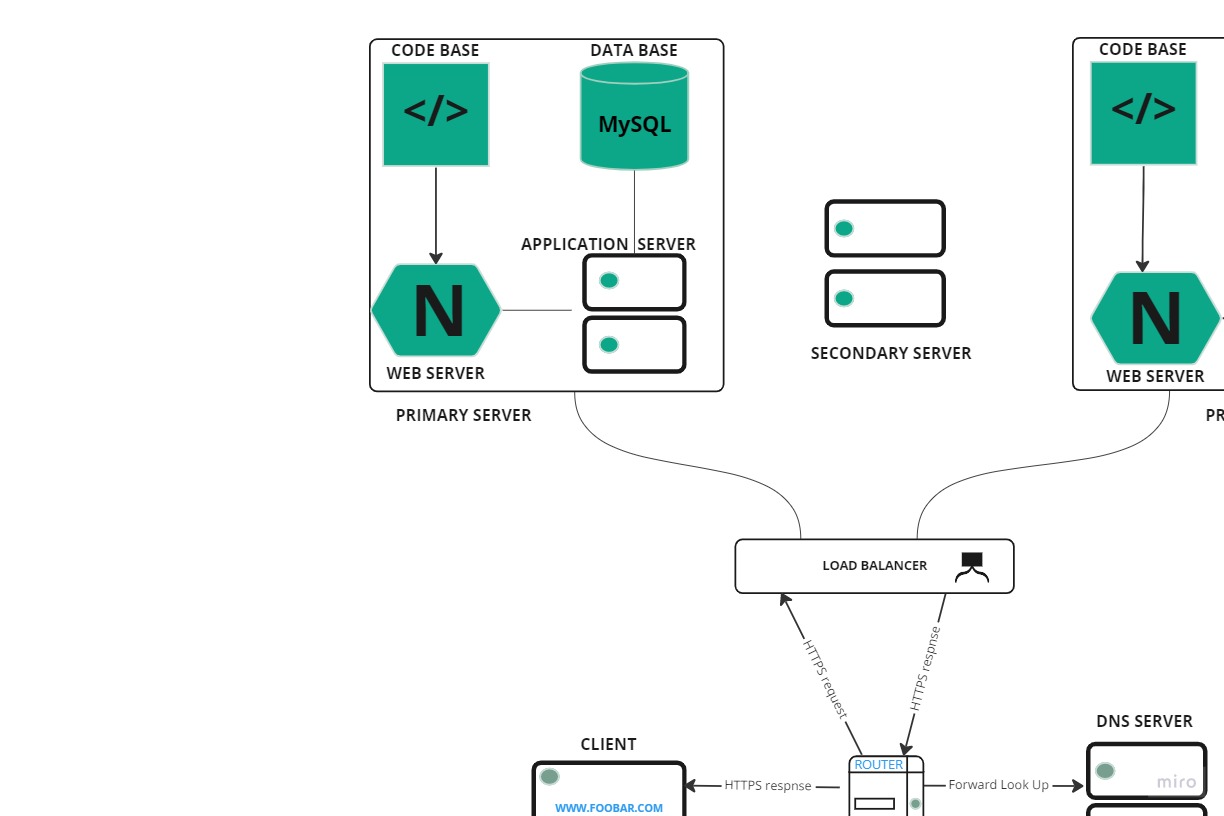 CODE BASE
DATA BASE
CODE BASE
</>
MySQL
</>
APPLICATION SERVER
N
N
WEB SERVER
SECONDARY SERVER
WEB SERVER
PRIMARY SERVER
PR
LOAD BALANCER
HTTPS request
HTTPS respnse
DNS SERVER
CLIENT
ROUTER
HTTPS respnse
Forward Look Up
miro
WWW.FOOBAR.COM